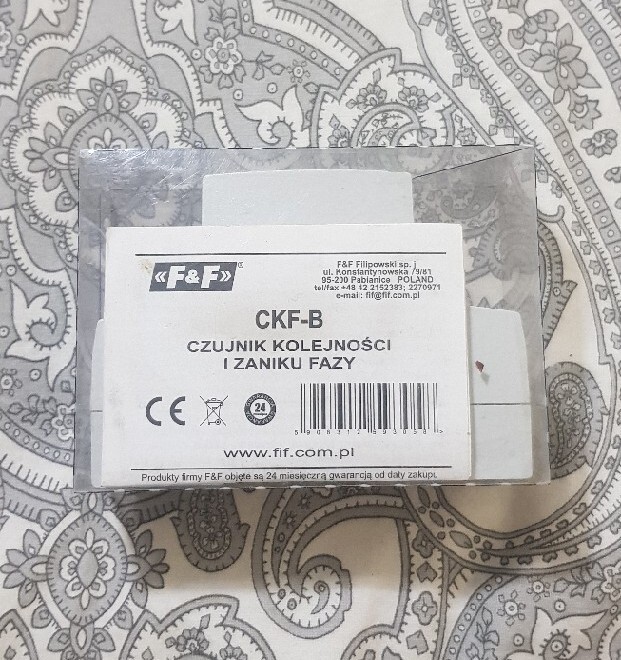 «F&F»®
F&F Filipowski sp. j
ul. Konstantynowska 79/81
95-200 Pabianice POLAND
tel/fax +48 42 2152383; 2270971
e-mail: fif@fif.com.pl
CKF-B
CZUJNIK KOLEJNOŚCI
I ZANIKU FAZY
CE
24
www.fif.com.pl
Produkty firmy F&F objęte są 24 miesięczną gwarancją od daty zakupu